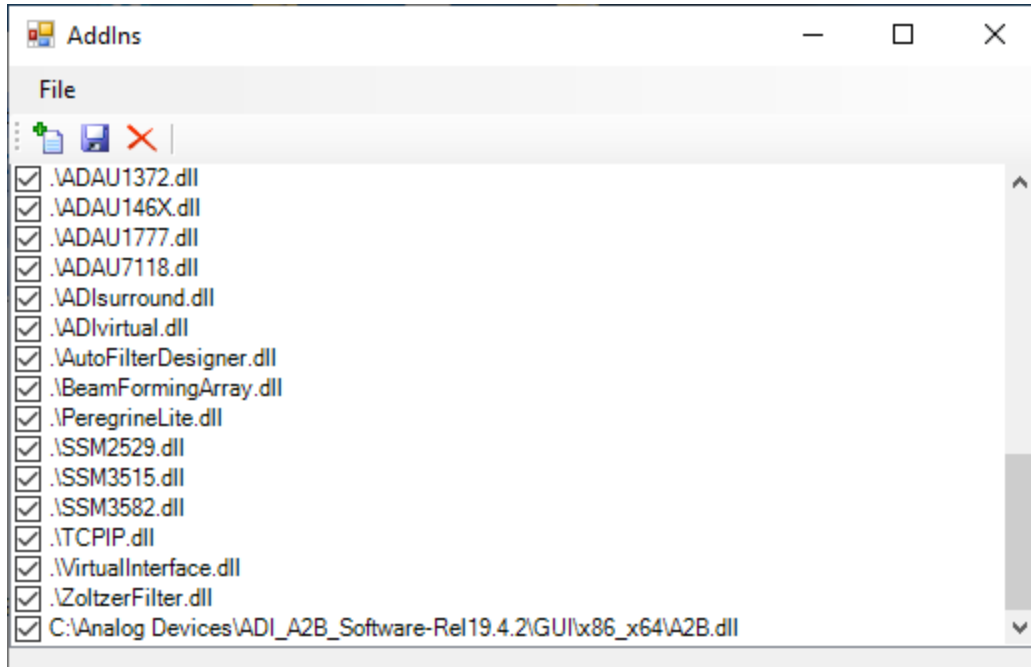 AddIns
File
.\ADAU1372.dll
.\ADAU146X.dll
.\ADAU1777.dll
.\ADAU7118.dll
.\ADIsurround.dll
.\ADIvirtual.dll
.\AutoFilterDesigner.dll
.\BeamFormingArray.dll
.\PeregrineLite.dll
.\SSM2529.dll
.\SSM3515.dll
.\SSM3582.dll
.\TCPIP.dll
.\VirtualInterface.dll
.\ZoltzerFilter.dll
C:\Analog Devices\ADI_A2B_Software-Rel19.4.2\GUI\x86_x64\A2B.dll